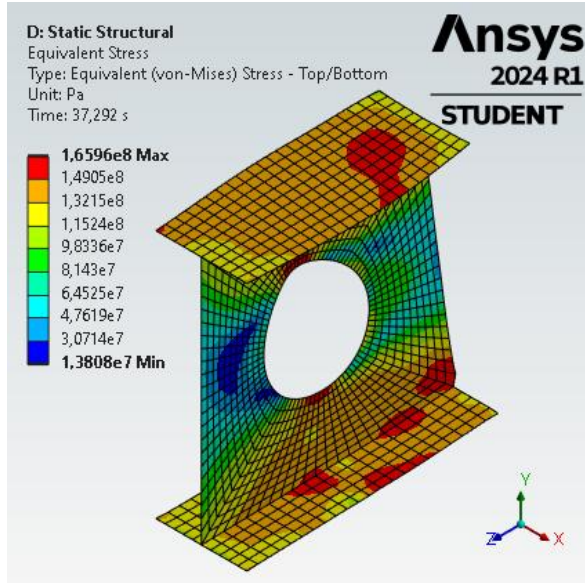 D: Static Structural
Equivalent Stress
Type: Equivalent (von-Mises) Stress - Top/Bottom
Unit: Pa
Time: 37,292 s
Ansys
2024 R1
STUDENT
1,6596e8 Max
1,4905e8
1,3215e8
1,1524e8
9,8336e7
8,143e7
6,4525e7
4,7619e7
3,0714e7
1,3808e7 Min
Y
Z
X